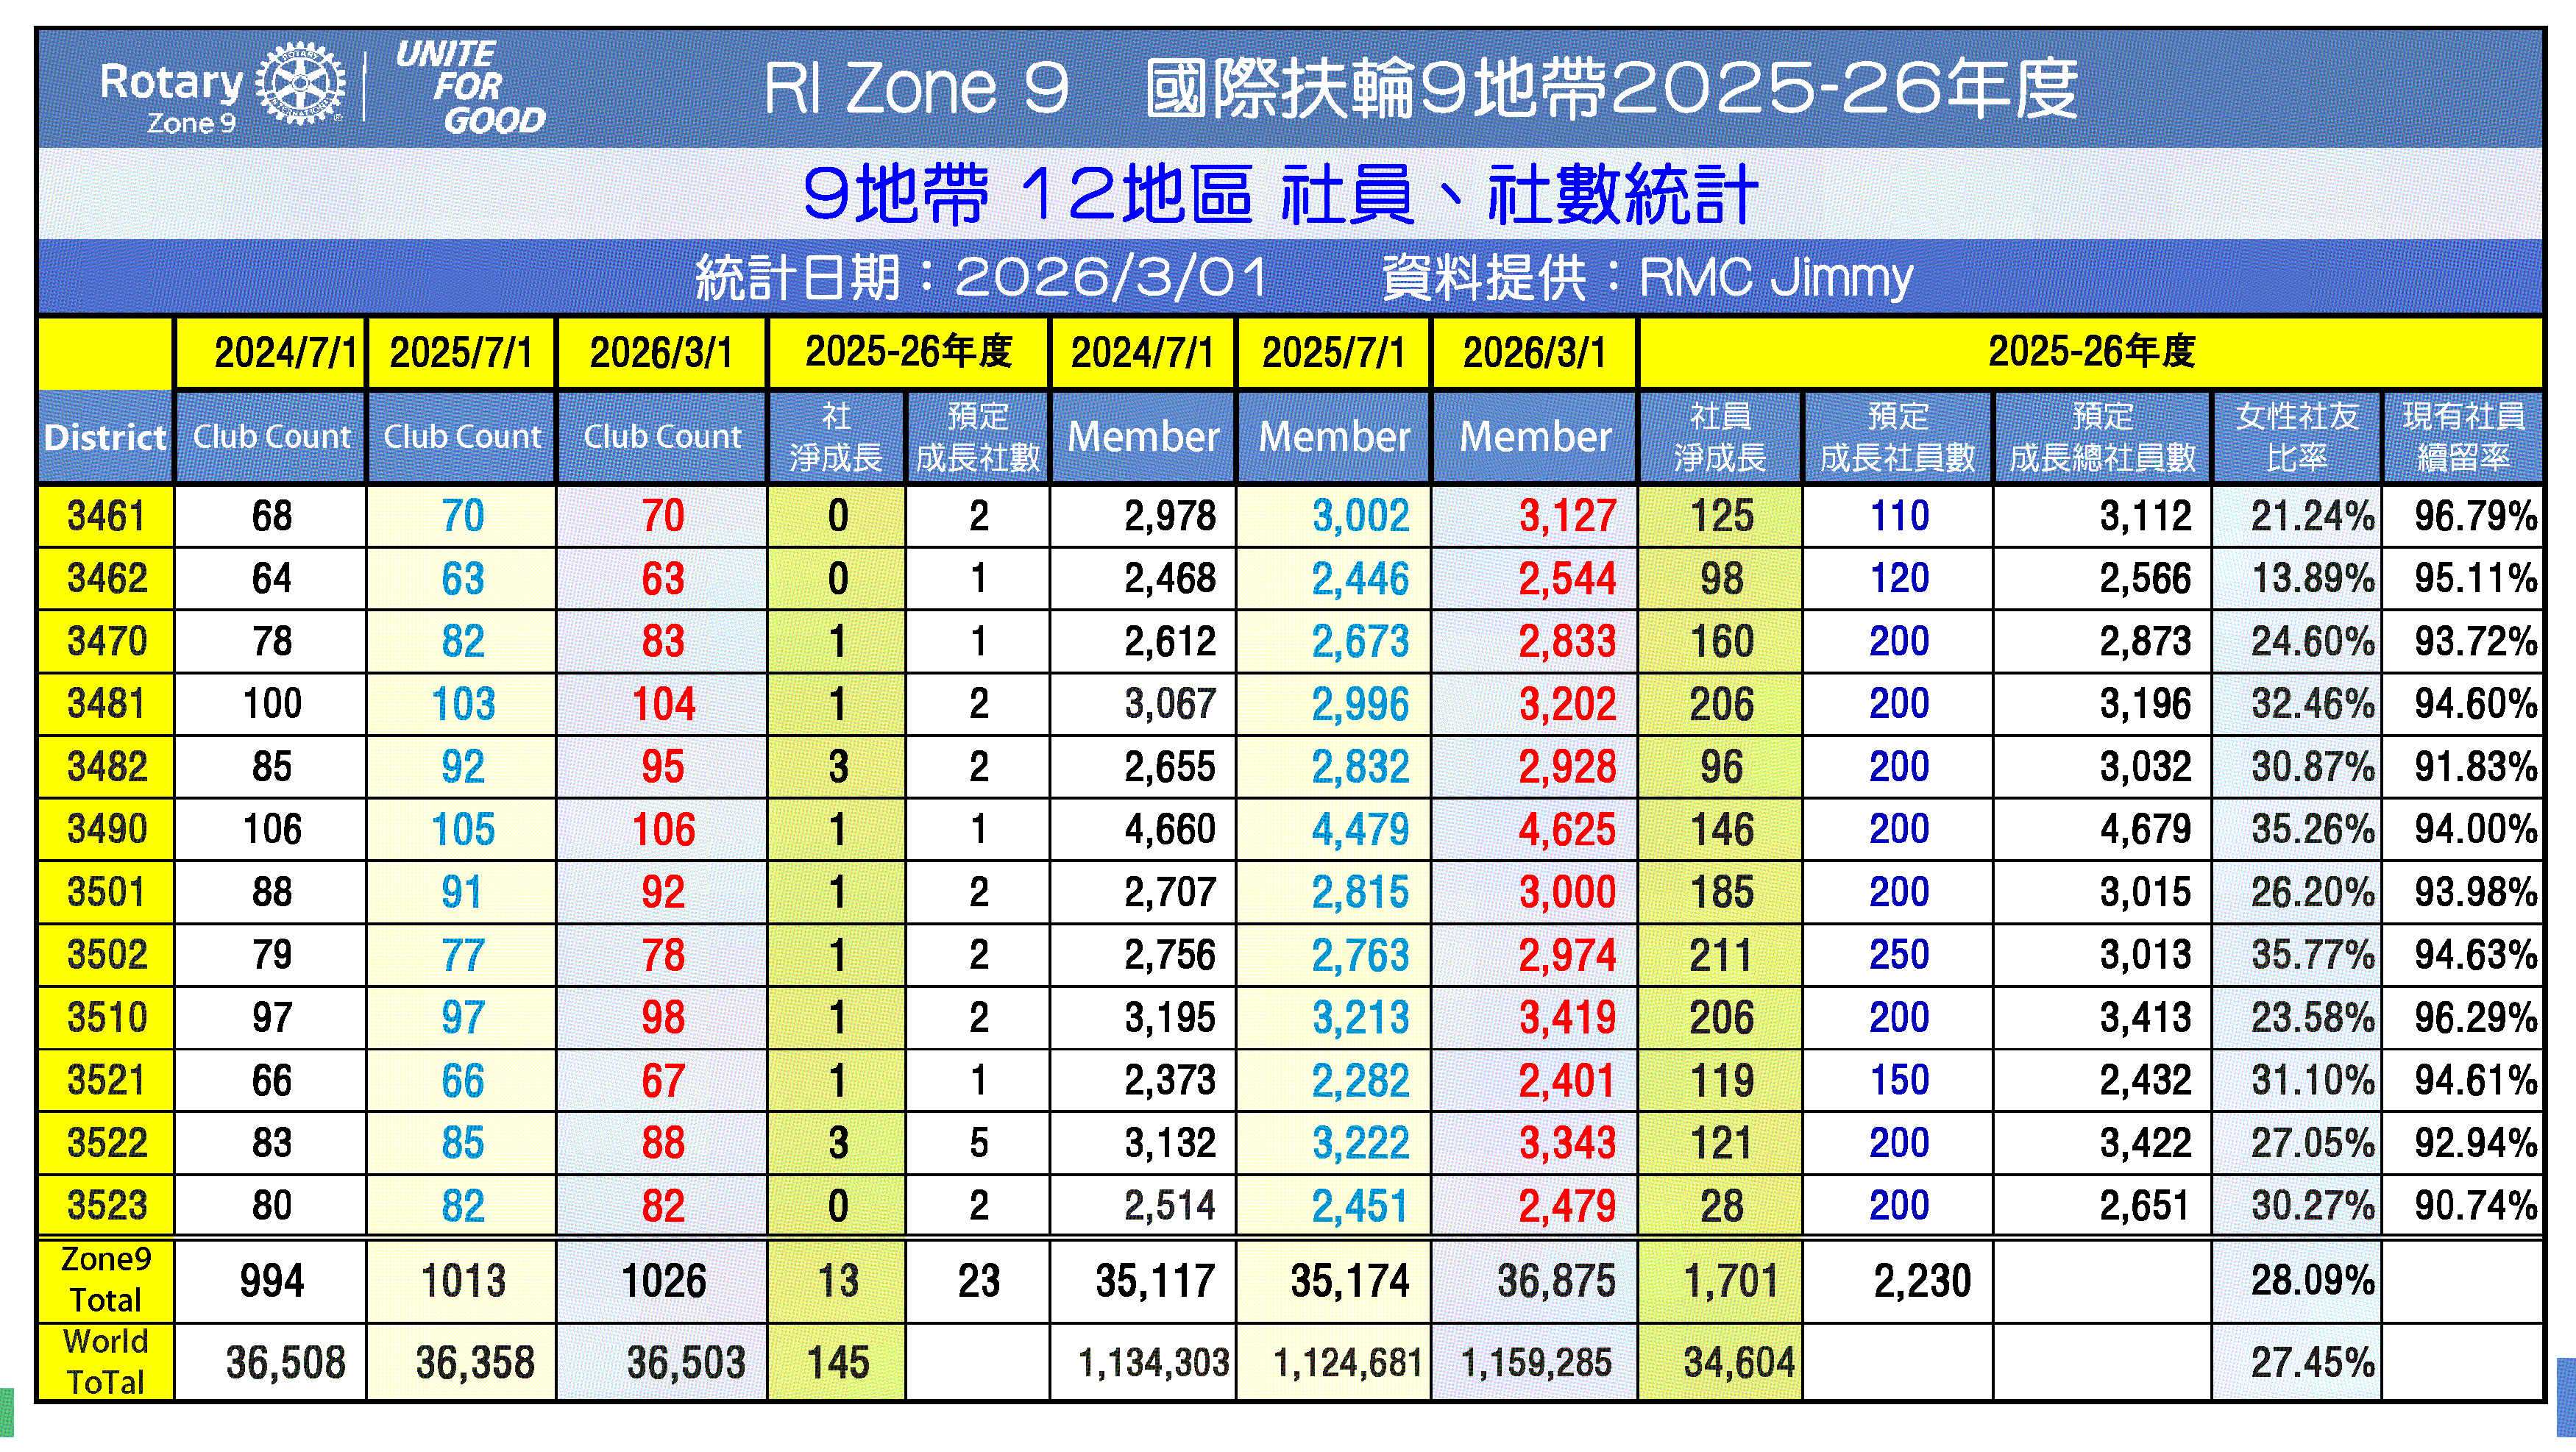 Rotary
Zone 9
UNITE
FOR
GOOD
RI Zone 9 國際扶輪9地帶2025-26年度
9地帶 12地區 社員、社數統計
統計日期：2026/3/01 資料提供：RMC Jimmy
2024/7/1 2025/7/1 2026/3/1 2025-26年度 2024/7/1 2025/7/1 2026/3/1 2025-26年度
District Club Count Club Count Club Count 社淨成長 預定成長社數 Member Member Member 社員淨成長 預定成長社員數 預定成長總社員數 女性社友比率 現有社員續留率
3461 68 70 70 0 2 2,978 3,002 3,127 125 110 3,112 21.24% 96.79%
3462 64 63 63 0 1 2,468 2,446 2,544 98 120 2,566 13.89% 95.11%
3470 78 82 83 1 1 2,612 2,673 2,833 160 200 2,873 24.60% 93.72%
3481 100 103 104 1 2 3,067 2,996 3,202 206 200 3,196 32.46% 94.60%
3482 85 92 95 3 2 2,655 2,832 2,928 96 200 3,032 30.87% 91.83%
3490 106 105 106 1 1 4,660 4,479 4,625 146 200 4,679 35.26% 94.00%
3501 88 91 92 1 2 2,707 2,815 3,000 185 200 3,015 26.20% 93.98%
3502 79 77 78 1 2 2,756 2,763 2,974 211 250 3,013 35.77% 94.63%
3510 97 97 98 1 2 3,195 3,213 3,419 206 200 3,413 23.58% 96.29%
3521 66 66 67 1 1 2,373 2,282 2,401 119 150 2,432 31.10% 94.61%
3522 83 85 88 3 5 3,132 3,222 3,343 121 200 3,422 27.05% 92.94%
3523 80 82 82 0 2 2,514 2,451 2,479 28 200 2,651 30.27% 90.74%
Zone9 Total 994 1013 1026 13 23 35,117 35,174 36,875 1,701 2,230 28.09%
World ToTal 36,508 36,358 36,503 145 1,134,303 1,124,681 1,159,285 34,604 27.45%